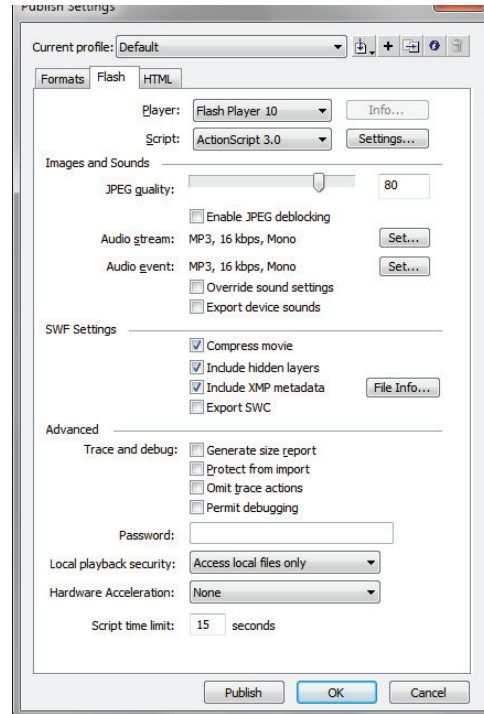 Publish Settings
Current profile: Default
Formats Flash HTML
Player: Flash Player 10 Info...
Script: ActionScript 3.0 Settings...
Images and Sounds
JPEG quality: 80
Enable JPEG deblocking
Audio stream: MP3, 16 kbps, Mono Set...
Audio event: MP3, 16 kbps, Mono Set...
Override sound settings
Export device sounds
SWF Settings
Compress movie
Include hidden layers
Include XMP metadata File Info...
Export SWC
Advanced
Trace and debug: Generate size report
Protect from import
Omit trace actions
Permit debugging
Password:
Local playback security: Access local files only
Hardware Acceleration: None
Script time limit: 15 seconds
Publish OK Cancel